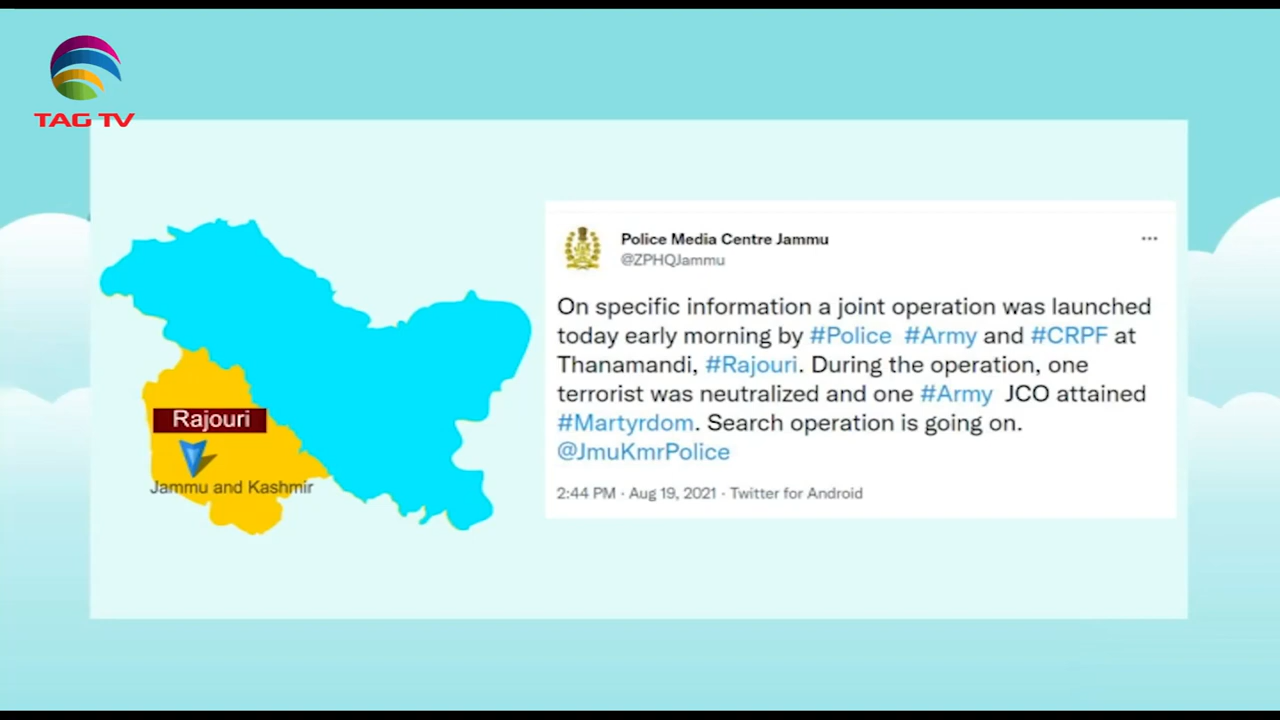 TAG TV
Rajouri
Jammu and Kashmir
Police Media Centre Jammu
@ZPHQJammu
On specific information a joint operation was launched
today early morning by #Police #Army and #CRPF at
Thanamandi, #Rajouri. During the operation, one
terrorist was neutralized and one #Army JCO attained
#Martyrdom. Search operation is going on.
@JmuKmrPolice
2:44 PM · Aug 19, 2021 · Twitter for Android